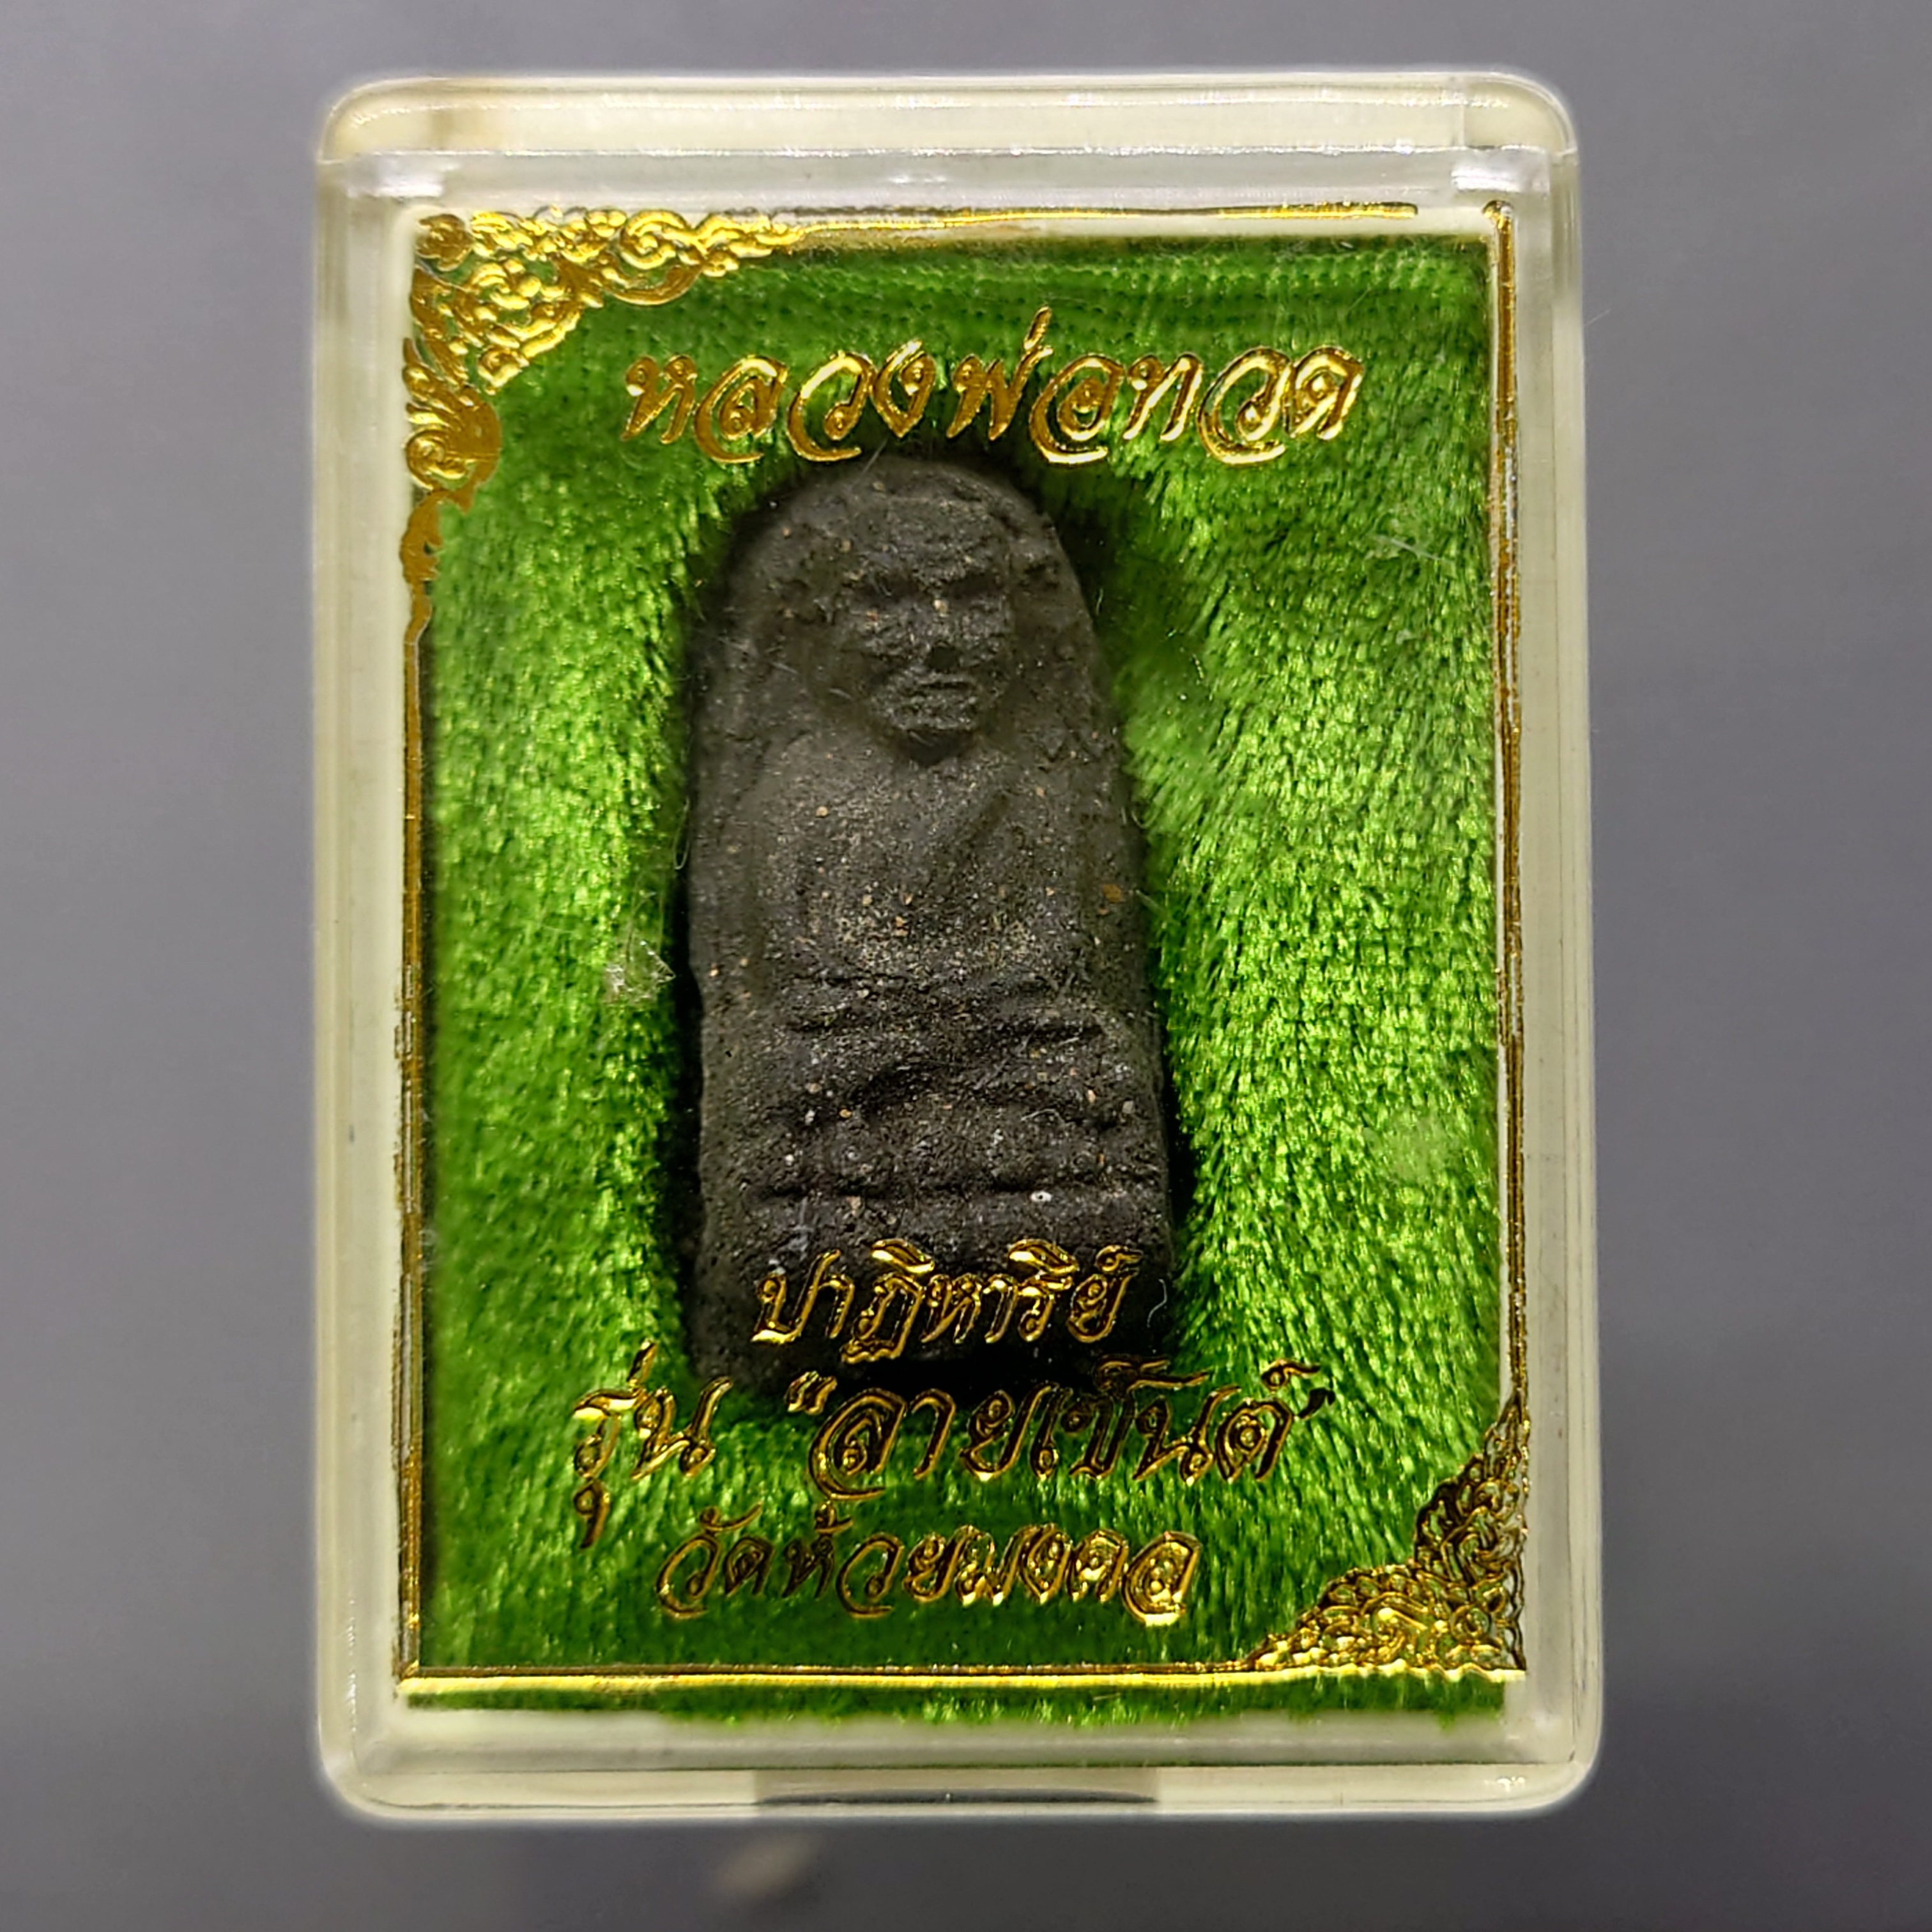 หลวงพ่อทวด
ปาฏิหาริย์
รุ่น "ลายเซ็นต์"
วัดห้วยมงคล